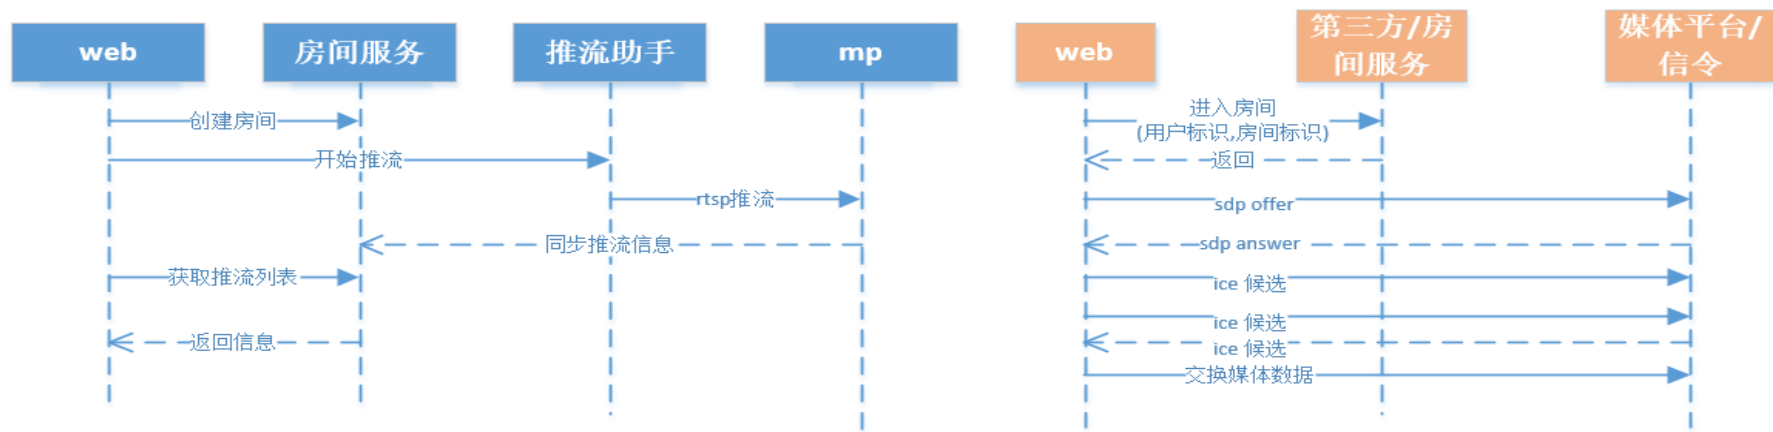 web
房间服务
推流助手
mp
创建房间
开始推流
rtsp推流
同步推流信息
获取推流列表
返回信息
web
第三方/房
间服务
媒体平台/
信令
进入房间
(用户标识,房间标识)
返回
sdp offer
sdp answer
ice 候选
ice 候选
ice 候选
交换媒体数据